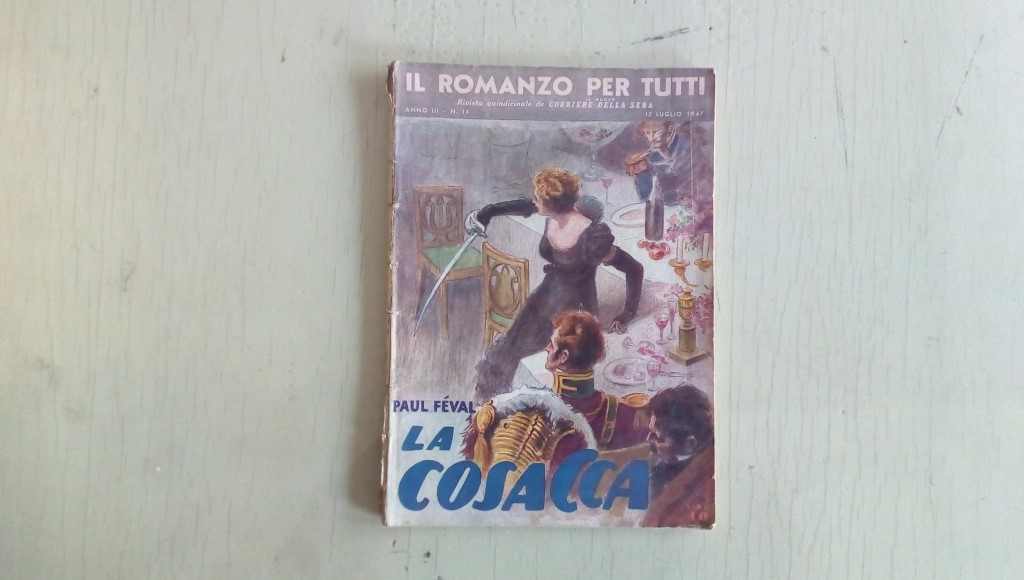 IL ROMANZO PER TUTTI
Rivista quindicinale de CORRIERE DELLA SERA
ANNO III - N. 14
15 LUGLIO 1947
PAUL FÉVAL
LA
COSACCA